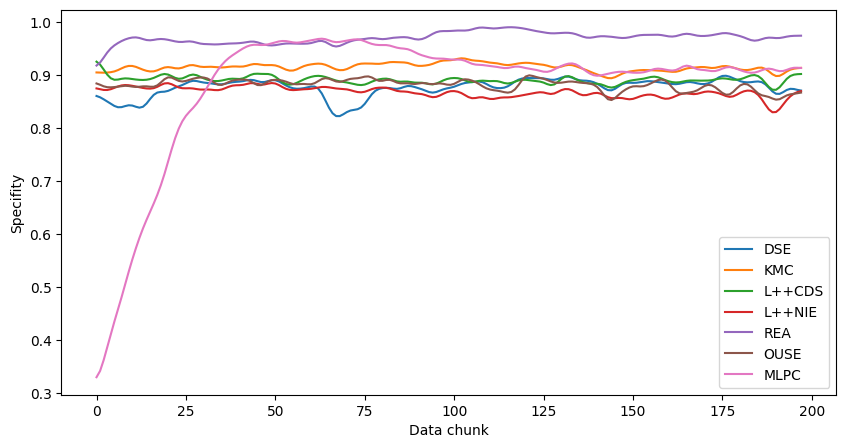 1.0
0.9
0.8
0.7
0.6
0.5
0.4
0.3
Specifity
0
25
50
75
100
125
150
175
200
Data chunk
DSE
KMC
L++CDS
L++NIE
REA
OUSE
MLPC